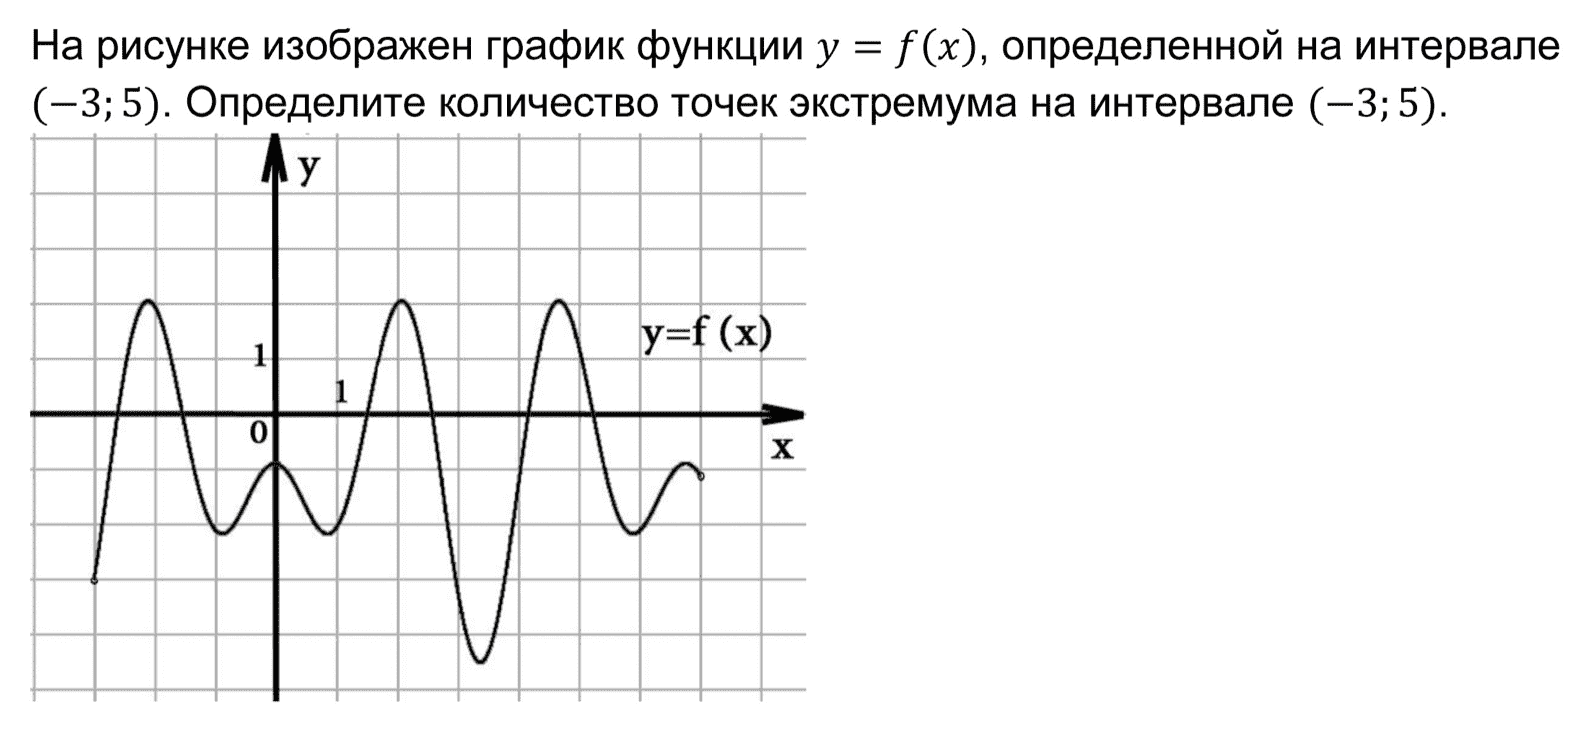 На рисунке изображен график функции y = f(x), определенной на интервале
(−3; 5). Определите количество точек экстремума на интервале (−3; 5).
y
y=f (x)
1
1
0
x